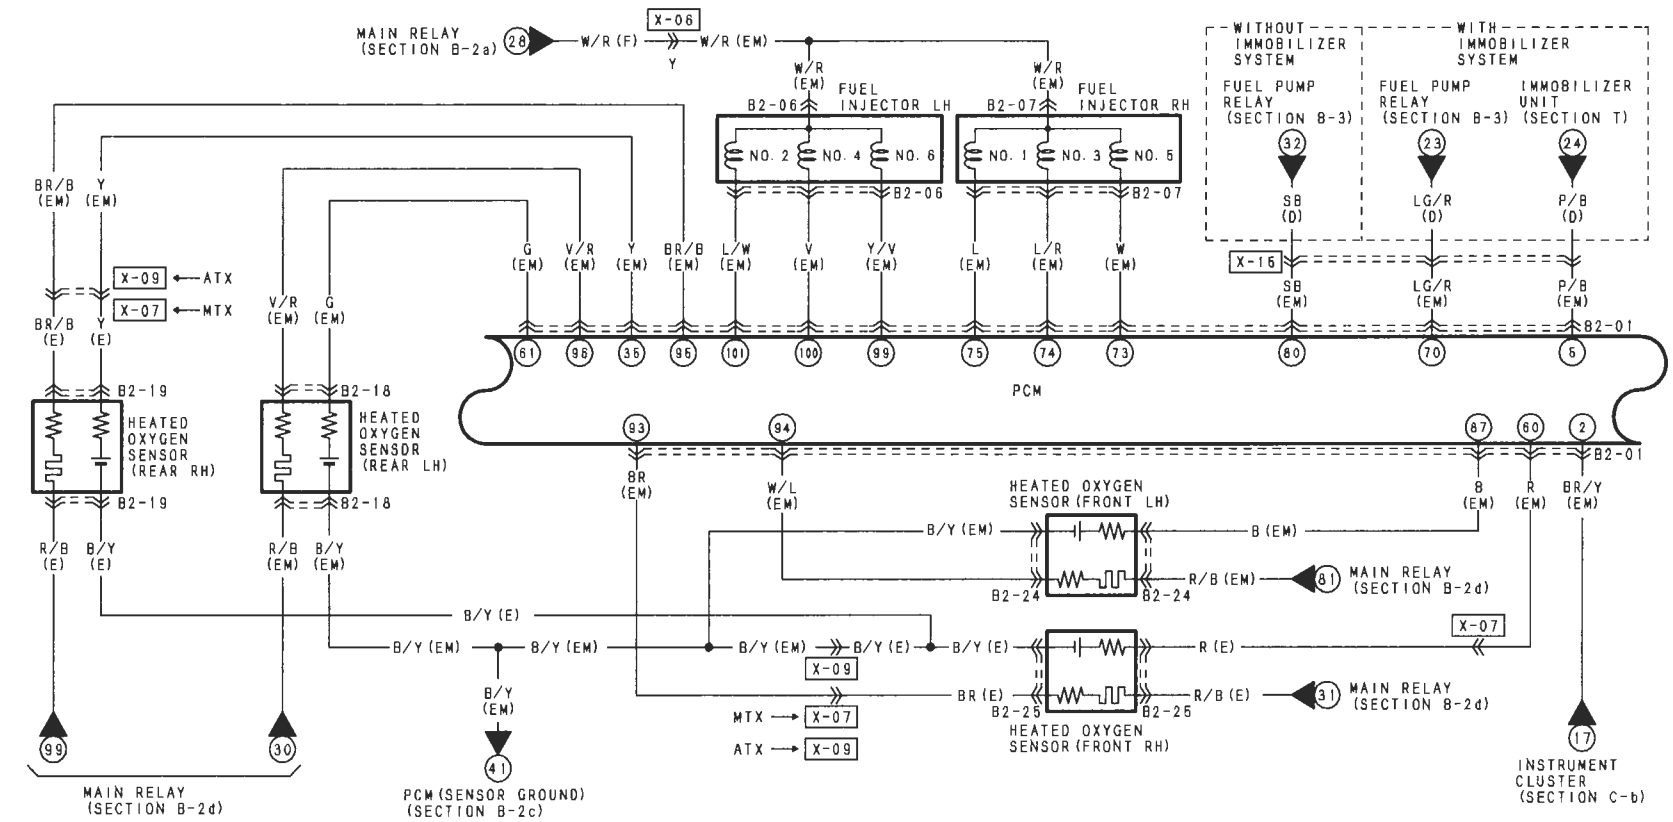 MAIN RELAY
(SECTION B-2a)
28
W/R (F)
X-06
Y
W/R (EM)
WITHOUT
IMMOBILIZER
SYSTEM
WITH
IMMOBILIZER
SYSTEM
W/R
(EM)
W/R
(EM)
B2-06
FUEL
INJECTOR LH
B2-07
FUEL
INJECTOR RH
FUEL PUMP
RELAY
(SECTION B-3)
FUEL PUMP
RELAY
(SECTION B-3)
IMMOBILIZER
UNIT
(SECTION T)
NO. 2
NO. 4
NO. 6
NO. 1
NO. 3
NO. 5
32
23
24
BR/B
(EM)
Y
(EM)
B2-06
B2-07
SB
(D)
LG/R
(D)
P/B
(D)
G
(EM)
V/R
(EM)
Y
(EM)
BR/B
(EM)
L/W
(EM)
V
(EM)
Y/V
(EM)
L
(EM)
L/R
(EM)
W
(EM)
X-15
X-09
ATX
X-07
MTX
SB
(EM)
LG/R
(EM)
P/B
(EM)
BR/B
(E)
Y
(E)
V/R
(EM)
G
(EM)
B2-01
61
96
35
95
101
100
99
75
74
73
80
70
5
PCM
B2-19
B2-18
HEATED
OXYGEN
SENSOR
(REAR RH)
HEATED
OXYGEN
SENSOR
(REAR LH)
93
94
87
60
2
B2-01
B2-19
B2-18
BR
(EM)
W/L
(EM)
HEATED OXYGEN
SENSOR (FRONT LH)
B
(EM)
R
(EM)
BR/Y
(EM)
R/B
(E)
B/Y
(E)
R/B
(EM)
B/Y
(EM)
B/Y (EM)
B (EM)
R/B (EM)
81
MAIN RELAY
(SECTION B-2d)
B2-24
B2-24
B/Y (E)
X-07
B/Y (EM)
B/Y (EM)
B/Y (EM)
B/Y (E)
B/Y (E)
R (E)
X-09
B/Y
(EM)
BR (E)
R/B (E)
31
MAIN RELAY
(SECTION B-2d)
B2-25
B2-25
MTX
X-07
ATX
X-09
HEATED OXYGEN
SENSOR (FRONT RH)
99
30
41
17
MAIN RELAY
(SECTION B-2d)
PCM (SENSOR GROUND)
(SECTION B-2c)
INSTRUMENT
CLUSTER
(SECTION C-b)